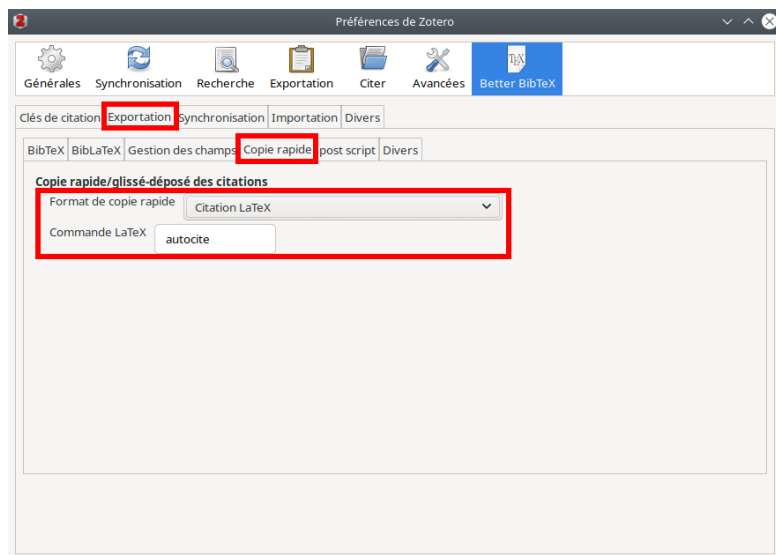 Préférences de Zotero
Générales Synchronisation Recherche Exportation Citer Avancées Better BibTeX
Clés de citation Exportation Synchronisation Importation Divers
BibTeX BibLaTeX Gestion des champs Copie rapide post script Divers
Copie rapide/glissé-déposé des citations
Format de copie rapide Citation LaTeX
Commande LaTeX autocite